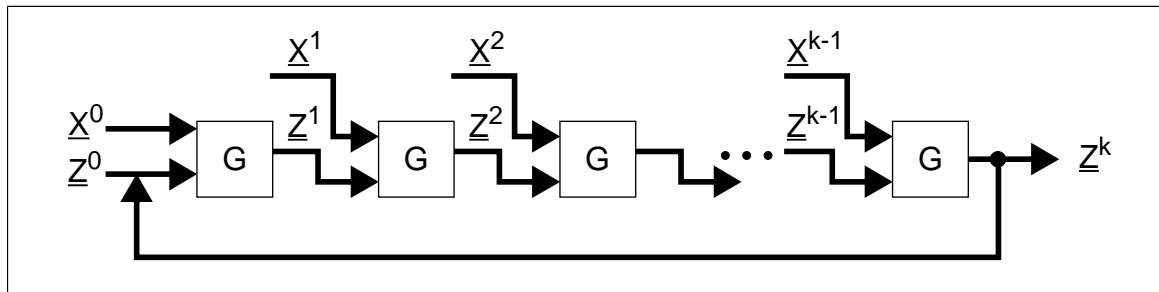 X¹ X² Xᵏ⁻¹
X⁰ Z¹ Z² Zᵏ⁻¹
G G G G
Z⁰ Zᵏ